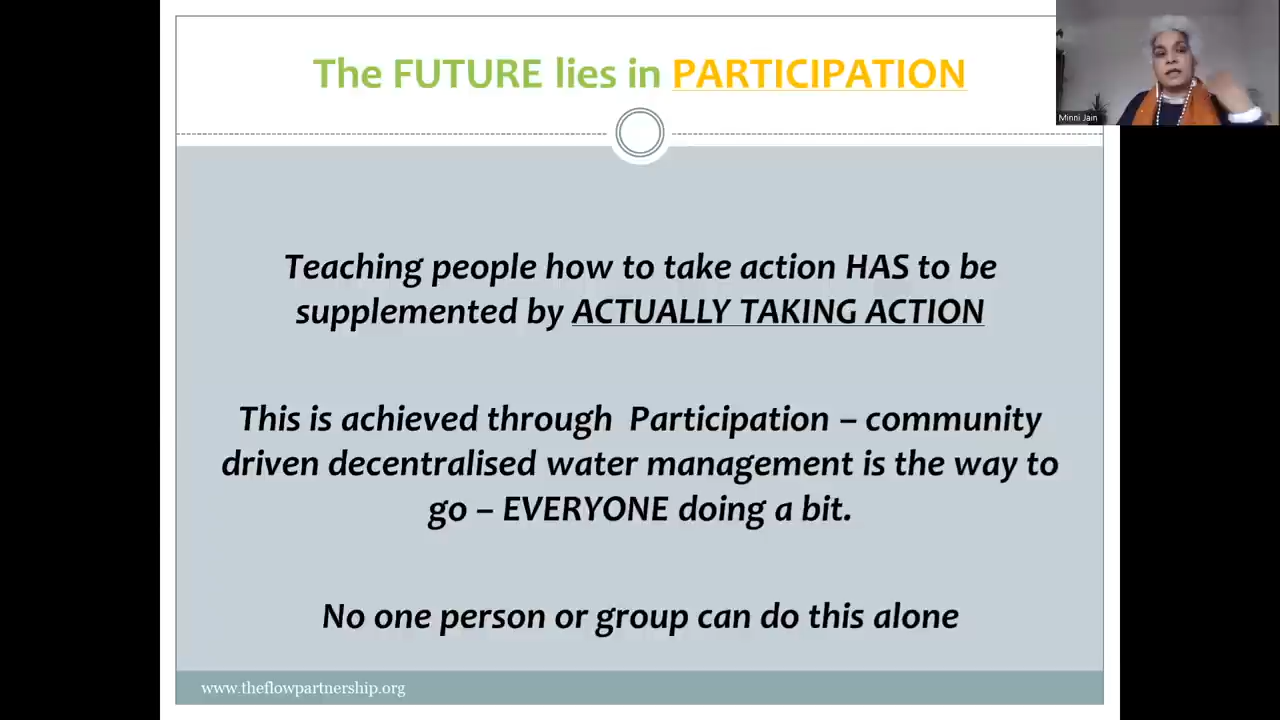 The FUTURE lies in PARTICIPATION
Minni Jain
Teaching people how to take action HAS to be
supplemented by ACTUALLY TAKING ACTION
This is achieved through Participation – community
driven decentralised water management is the way to
go – EVERYONE doing a bit.
No one person or group can do this alone
www.theflowpartnership.org